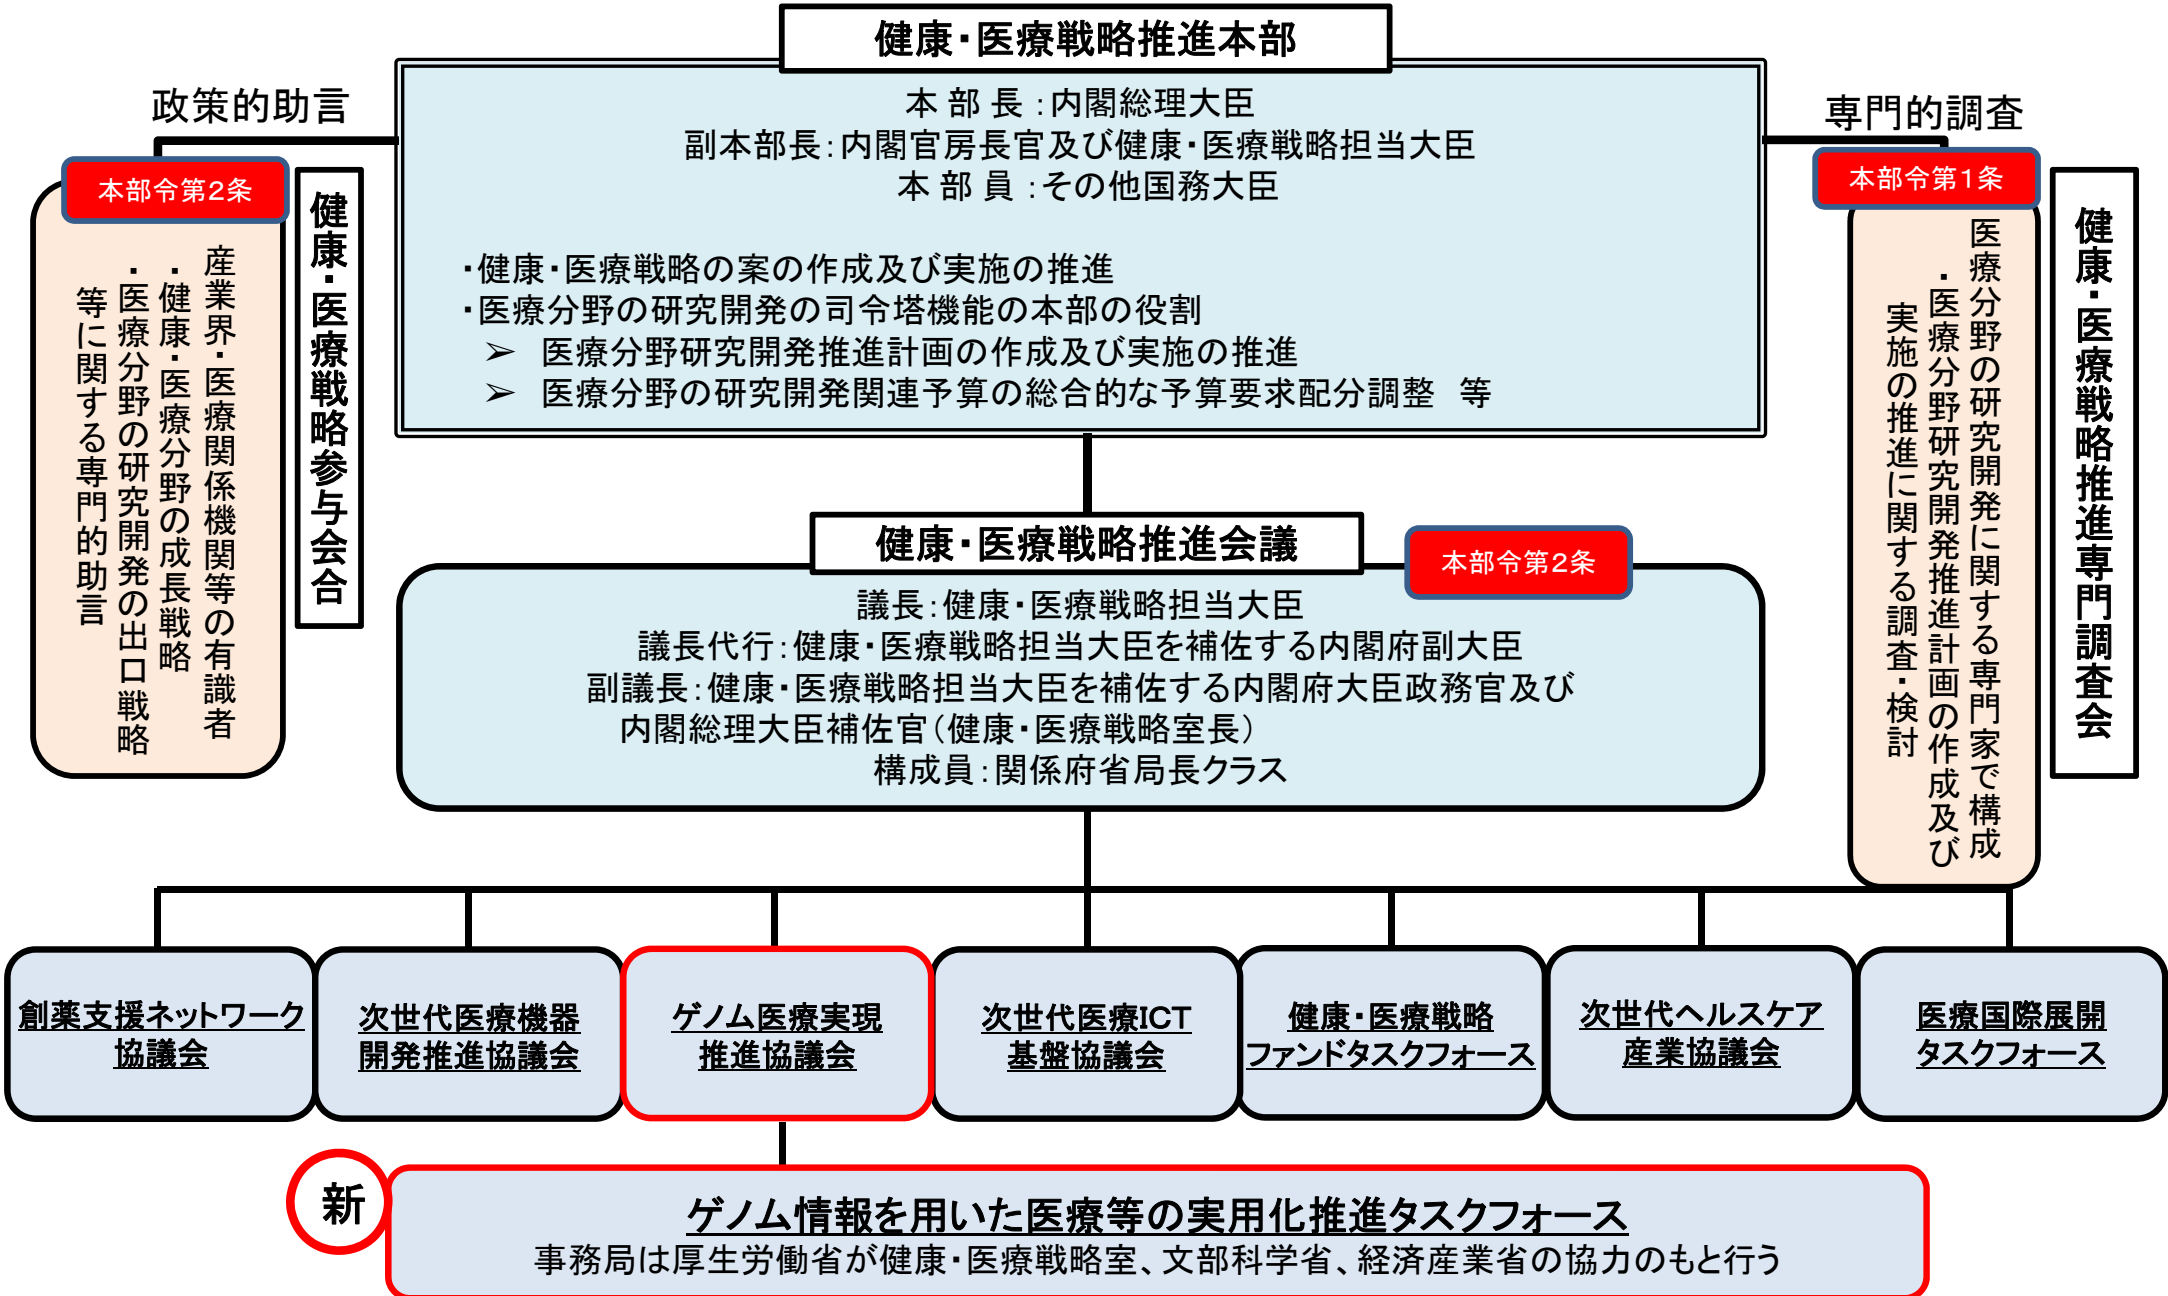 健康・医療戦略推進本部
政策的助言
専門的調査
本 部 長 ：内閣総理大臣
副本部長：内閣官房長官及び健康・医療戦略担当大臣
本 部 員 ：その他国務大臣
・健康・医療戦略の案の作成及び実施の推進
・医療分野の研究開発の司令塔機能の本部の役割
➢ 医療分野研究開発推進計画の作成及び実施の推進
➢ 医療分野の研究開発関連予算の総合的な予算要求配分調整　等
本部令第２条
健康・医療戦略参与会合
産業界・医療関係機関等の有識者
・健康・医療分野の成長戦略
・医療分野の研究開発の出口戦略
等に関する専門的助言
本部令第１条
健康・医療戦略推進専門調査会
医療分野の研究開発に関する専門家で構成
・医療分野研究開発推進計画の作成及び
実施の推進に関する調査・検討
健康・医療戦略推進会議
本部令第２条
議長：健康・医療戦略担当大臣
議長代行：健康・医療戦略担当大臣を補佐する内閣府副大臣
副議長：健康・医療戦略担当大臣を補佐する内閣府大臣政務官及び
内閣総理大臣補佐官（健康・医療戦略室長）
構成員：関係府省局長クラス
創薬支援ネットワーク
協議会
次世代医療機器
開発推進協議会
ゲノム医療実現
推進協議会
次世代医療ICT
基盤協議会
健康・医療戦略
ファンドタスクフォース
次世代ヘルスケア
産業協議会
医療国際展開
タスクフォース
新
ゲノム情報を用いた医療等の実用化推進タスクフォース
事務局は厚生労働省が健康・医療戦略室、文部科学省、経済産業省の協力のもと行う